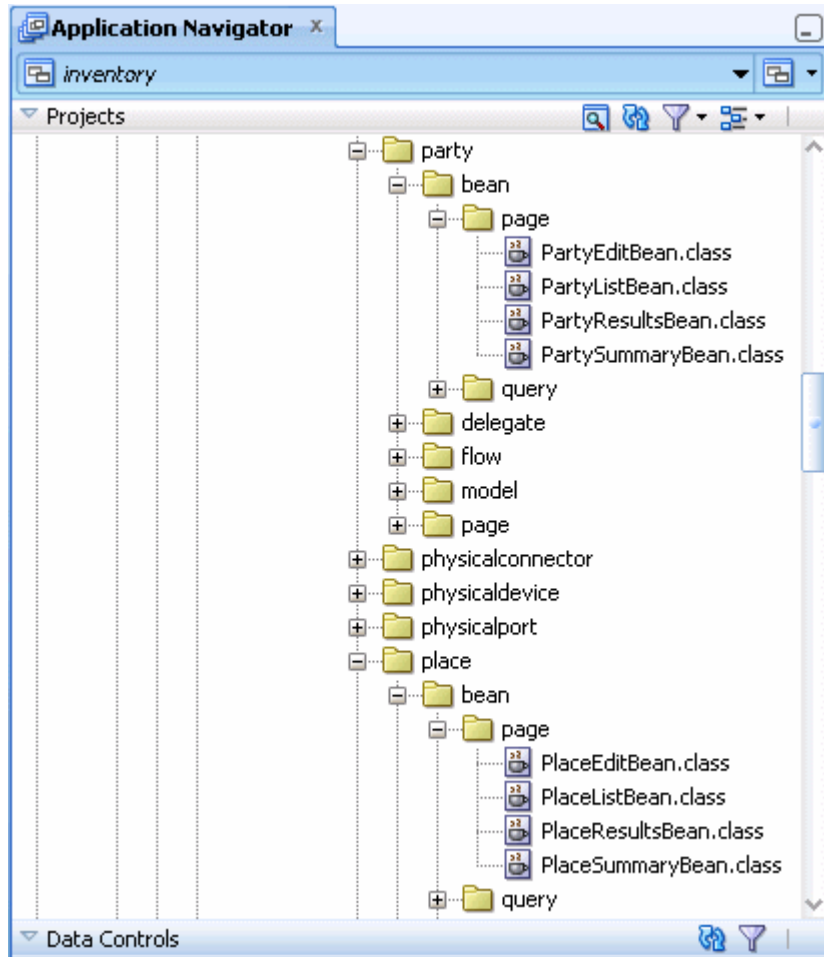 Application Navigator
inventory
Projects
party
bean
page
PartyEditBean.class
PartyListBean.class
PartyResultsBean.class
PartySummaryBean.class
query
delegate
flow
model
page
physicalconnector
physicaldevice
physicalport
place
bean
page
PlaceEditBean.class
PlaceListBean.class
PlaceResultsBean.class
PlaceSummaryBean.class
query
Data Controls